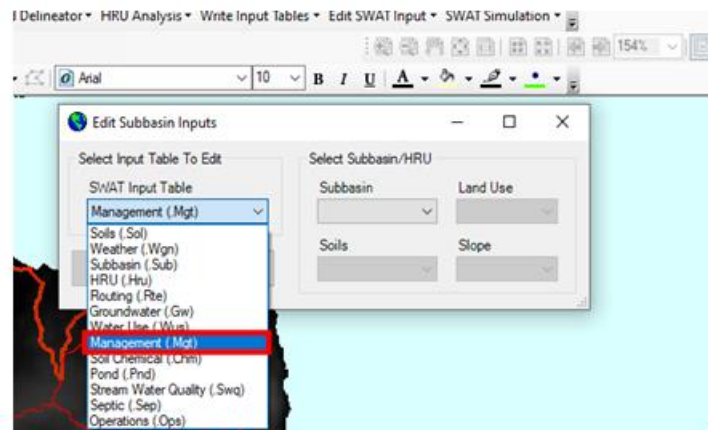 Delineator HRU Analysis Write Input Tables Edit SWAT Input SWAT Simulation
154%
Arial 10 B I U A
Edit Subbasin Inputs
Select Input Table To Edit Select Subbasin/HRU
SWAT Input Table Subbasin Land Use
Management (.Mgt)
Soils (.Sol)
Weather (.Wgn)
Subbasin (.Sub)
Soils Slope
HRU (.Hru)
Routing (.Rte)
Groundwater (.Gw)
Water Use (.Wus)
Management (.Mgt)
Soil Chemical (.Chm)
Pond (.Pnd)
Stream Water Quality (.Swq)
Septic (.Sep)
Operations (.Ops)